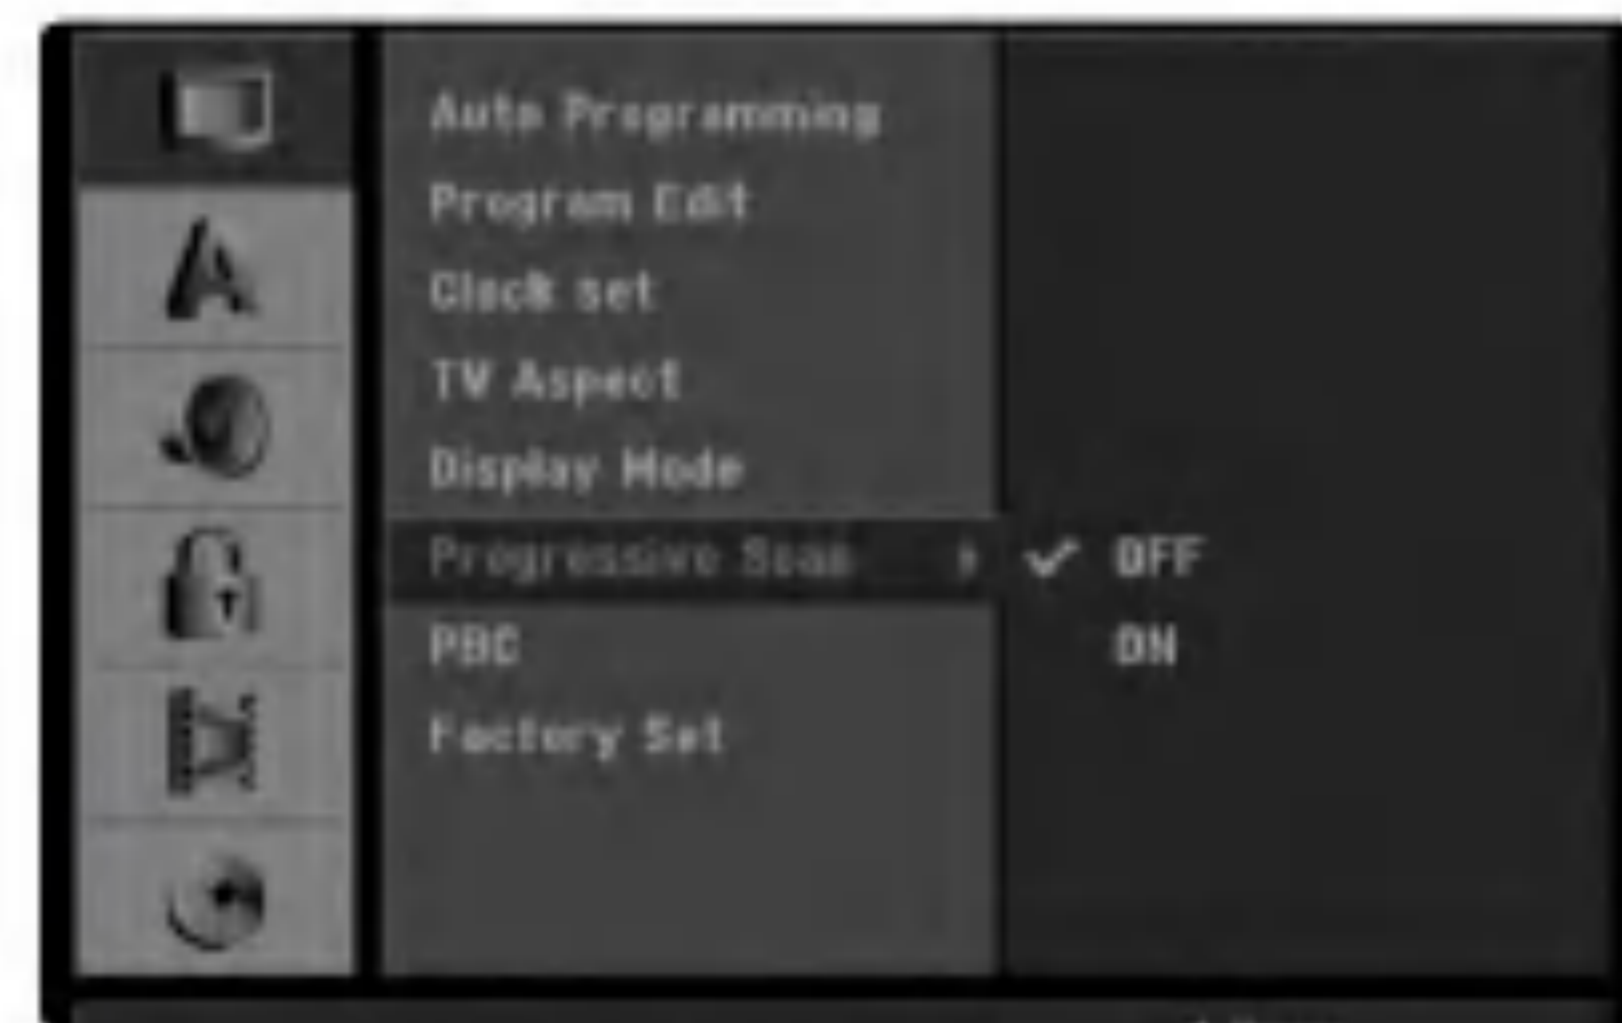 Auto Programming
Program Edit
Clock set
TV Aspect
Display Mode
Progressive Scan
OFF
PBC
ON
Factory Set